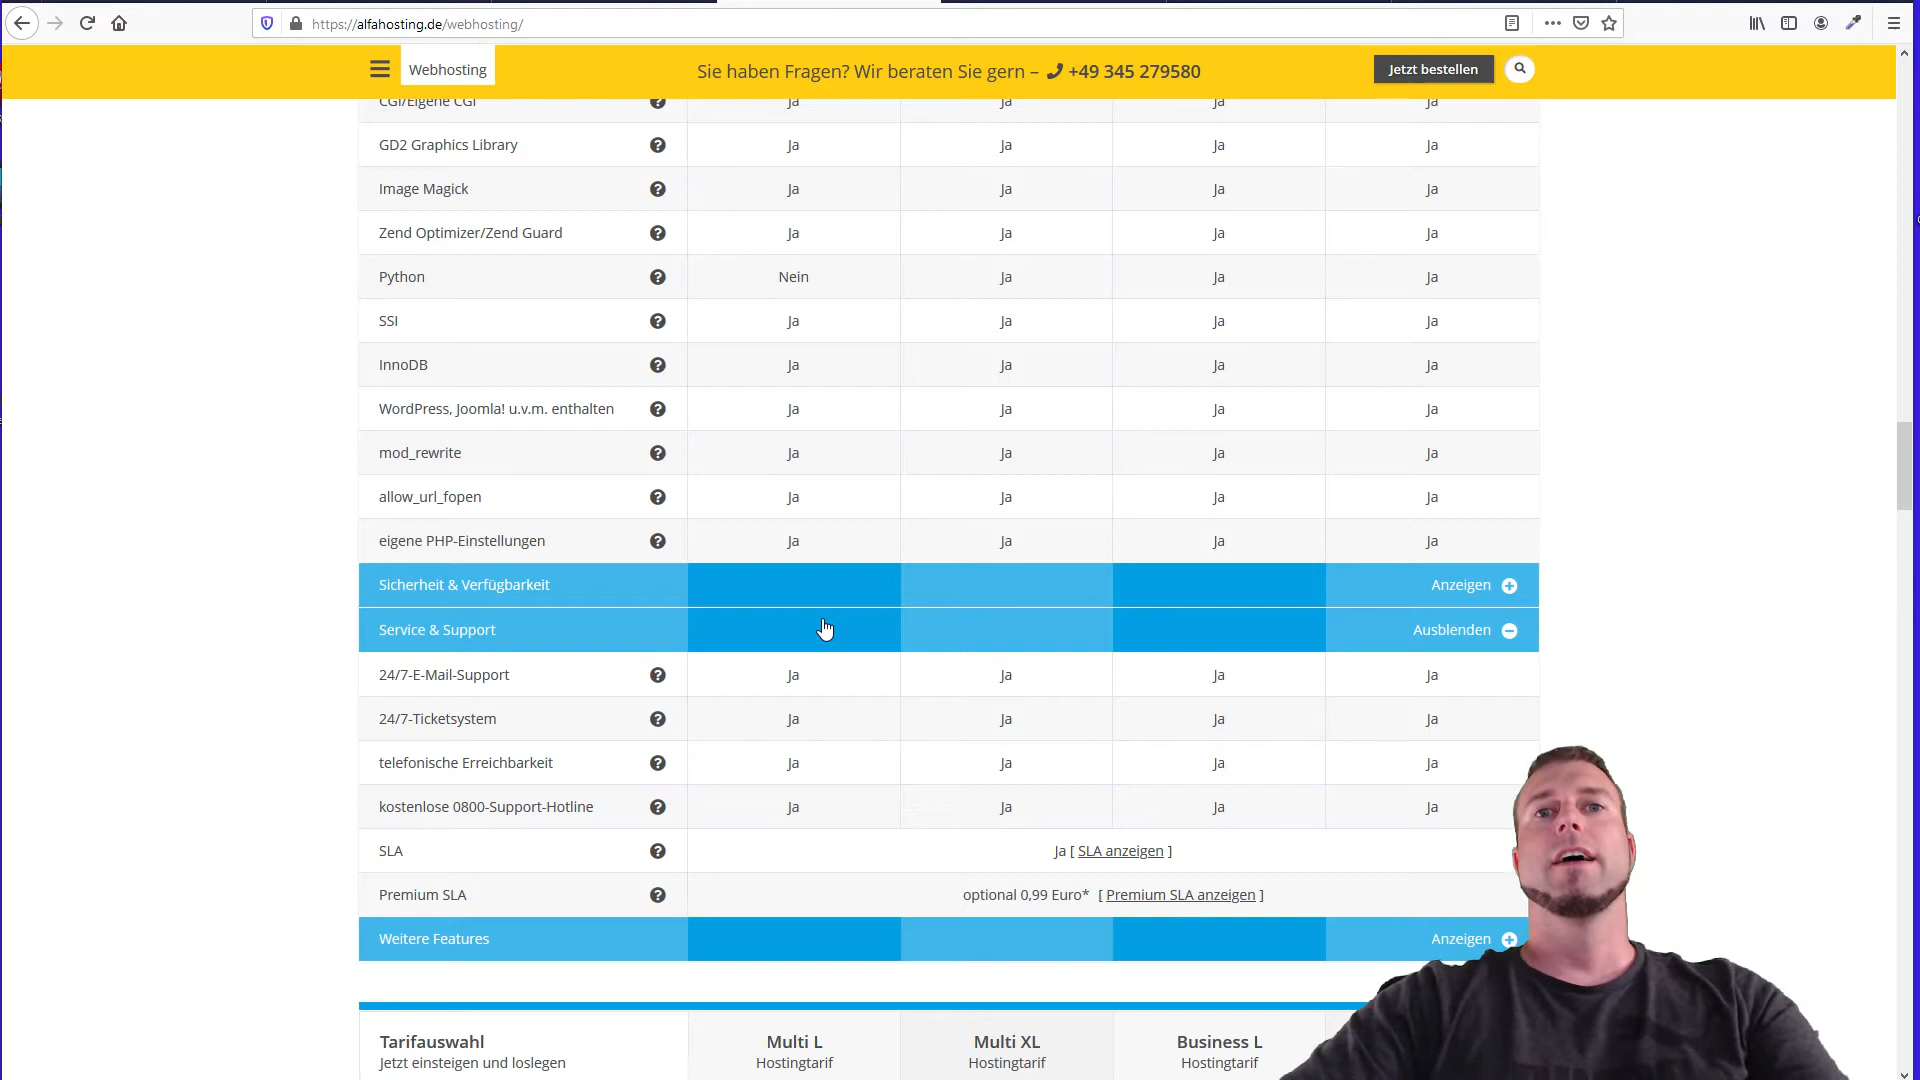 https://alfahosting.de/webhosting/
Webhosting
Sie haben Fragen? Wir beraten Sie gern – +49 345 279580
Jetzt bestellen
CGI/Eigene CGI Ja Ja Ja Ja
GD2 Graphics Library Ja Ja Ja Ja
Image Magick Ja Ja Ja Ja
Zend Optimizer/Zend Guard Ja Ja Ja Ja
Python Nein Ja Ja Ja
SSI Ja Ja Ja Ja
InnoDB Ja Ja Ja Ja
WordPress, Joomla! u.v.m. enthalten Ja Ja Ja Ja
mod_rewrite Ja Ja Ja Ja
allow_url_fopen Ja Ja Ja Ja
eigene PHP-Einstellungen Ja Ja Ja Ja
Sicherheit & Verfügbarkeit Anzeigen
Service & Support Ausblenden
24/7-E-Mail-Support Ja Ja Ja Ja
24/7-Ticketsystem Ja Ja Ja Ja
telefonische Erreichbarkeit Ja Ja Ja Ja
kostenlose 0800-Support-Hotline Ja Ja Ja Ja
SLA Ja [ SLA anzeigen ]
Premium SLA optional 0,99 Euro* [ Premium SLA anzeigen ]
Weitere Features Anzeigen
Tarifauswahl Multi L Multi XL Business L
Jetzt einsteigen und loslegen Hostingtarif Hostingtarif Hostingtarif